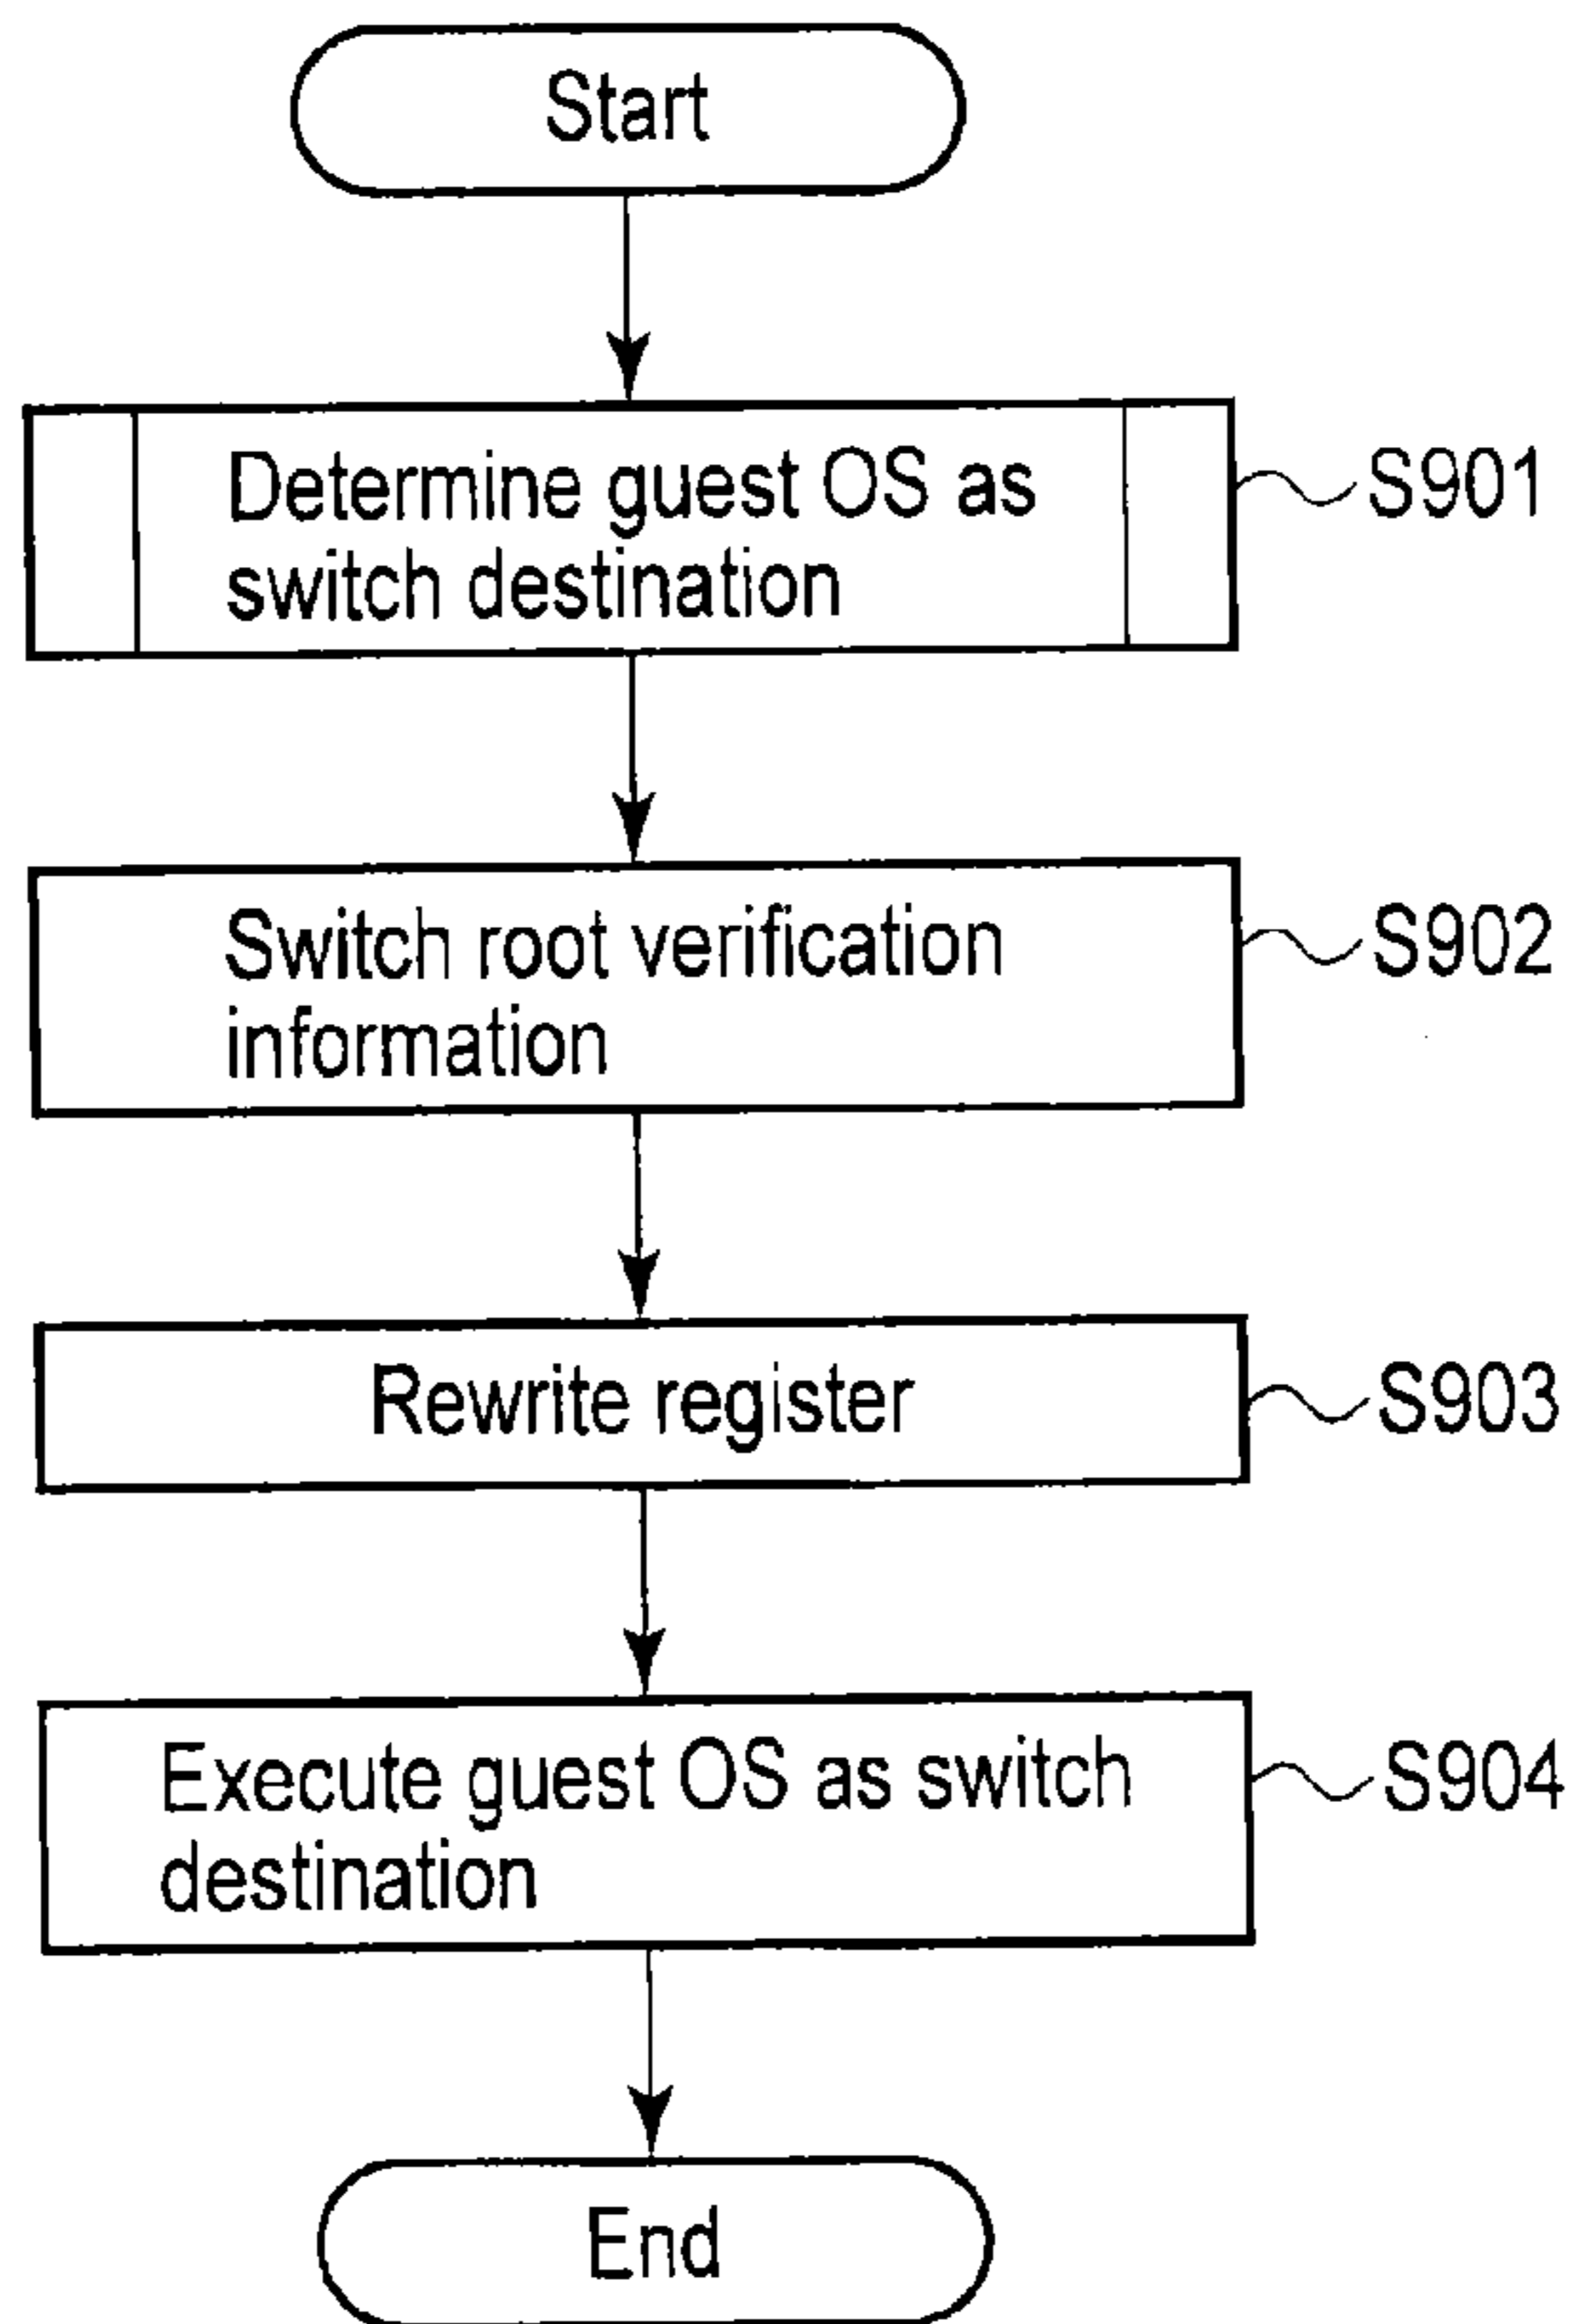 Start
Determine guest OS as
switch destination
S901
Switch root verification
information
S902
Rewrite register
S903
Execute guest OS as switch
destination
S904
End